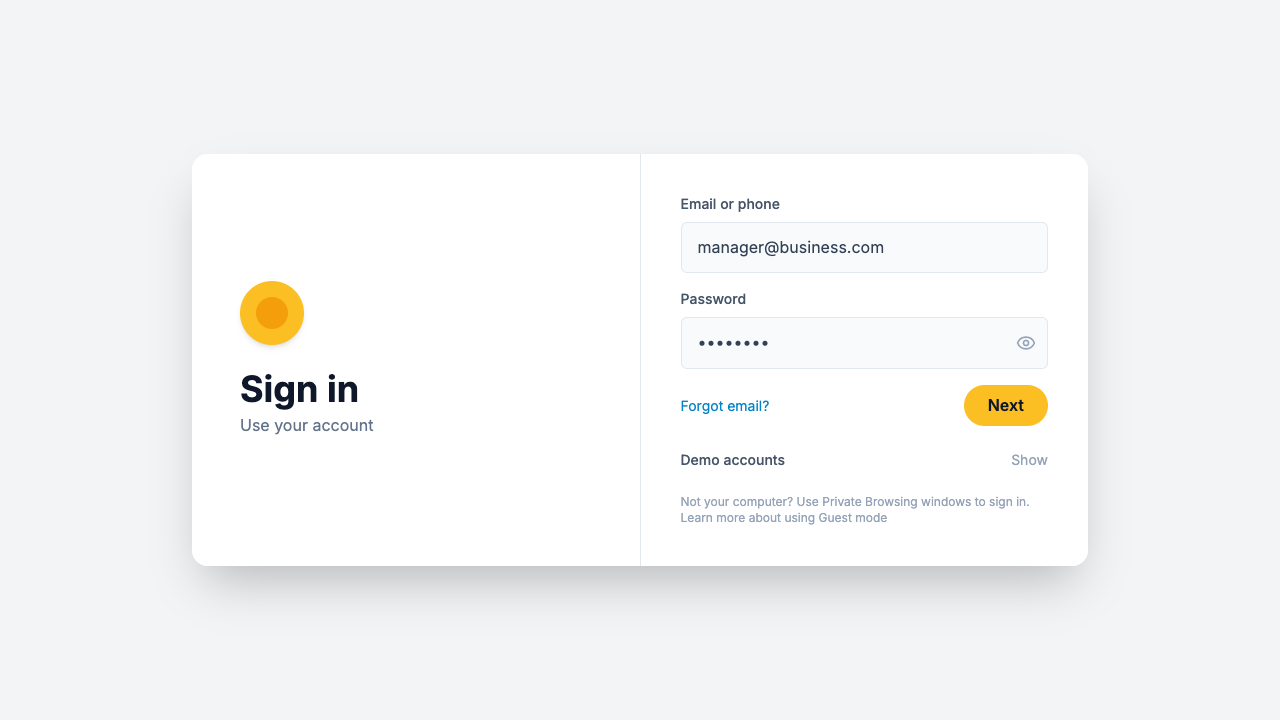 Sign in
Use your account
Email or phone
manager@business.com
Password
••••••••
Forgot email?
Next
Demo accounts
Show
Not your computer? Use Private Browsing windows to sign in.
Learn more about using Guest mode